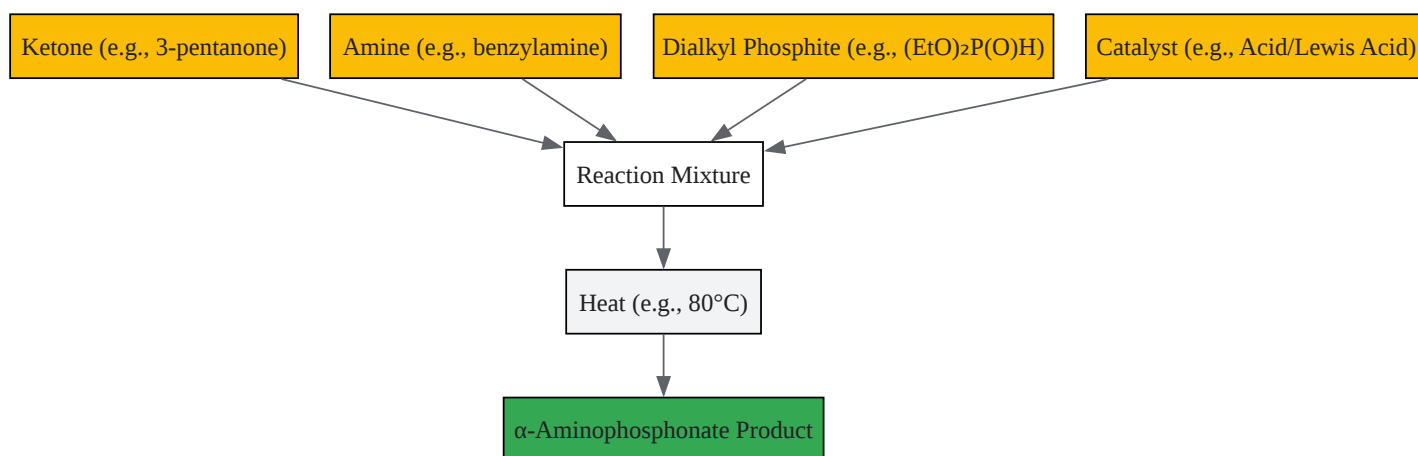 Ketone (e.g., 3-pentanone)
Amine (e.g., benzylamine)
Dialkyl Phosphite (e.g., (EtO)₂P(O)H)
Catalyst (e.g., Acid/Lewis Acid)
Reaction Mixture
Heat (e.g., 80°C)
α-Aminophosphonate Product